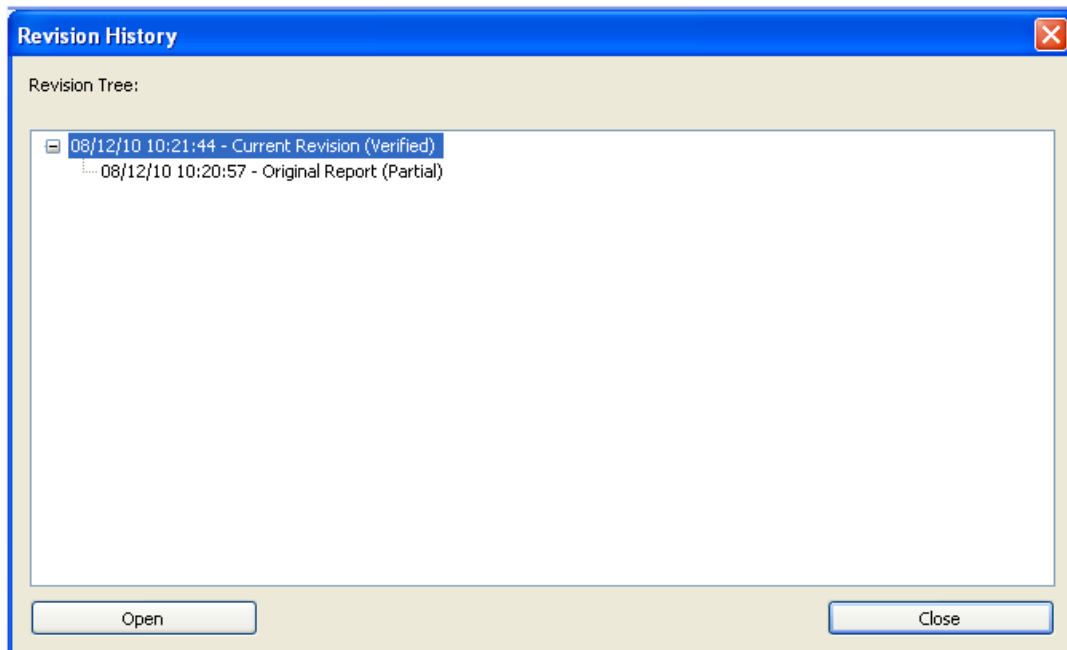 Revision History
Revision Tree:
08/12/10 10:21:44 - Current Revision (Verified)
08/12/10 10:20:57 - Original Report (Partial)
Open Close